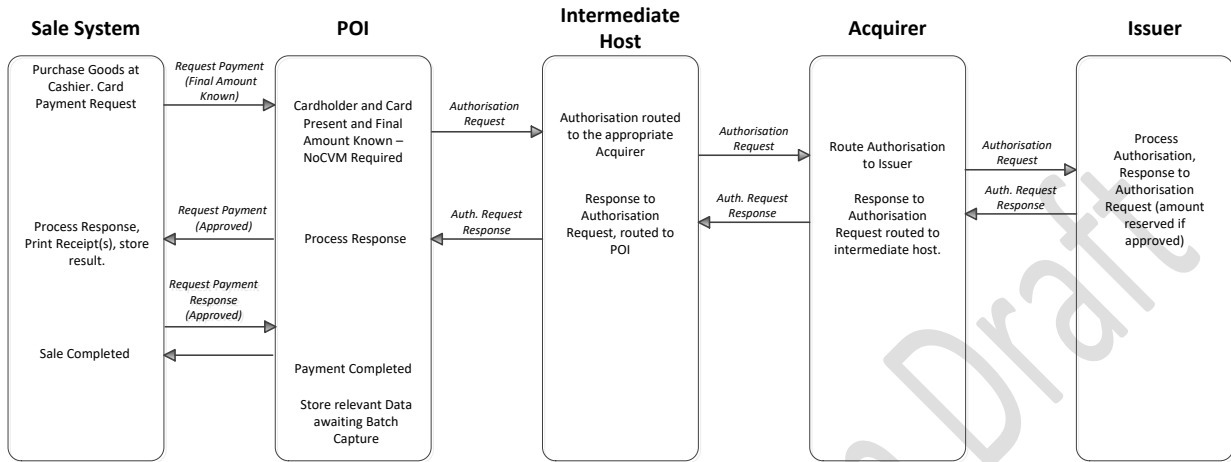 Sale System
POI
Intermediate
Host
Acquirer
Issuer
Purchase Goods at
Cashier. Card
Payment Request
Request Payment
(Final Amount
Known)
Cardholder and Card
Present and Final
Amount Known –
NoCVM Required
Authorisation
Request
Authorisation routed
to the appropriate
Acquirer
Authorisation
Request
Route Authorisation
to Issuer
Authorisation
Request
Process
Authorisation,
Response to
Authorisation
Request (amount
reserved if
approved)
Auth. Request
Response
Response to
Authorisation
Request routed to
intermediate host.
Auth. Request
Response
Response to
Authorisation
Request, routed to
POI
Auth. Request
Response
Process Response
Request Payment
(Approved)
Process Response,
Print Receipt(s), store
result.
Request Payment
Response
(Approved)
Sale Completed
Payment Completed
Store relevant Data
awaiting Batch
Capture
Draft